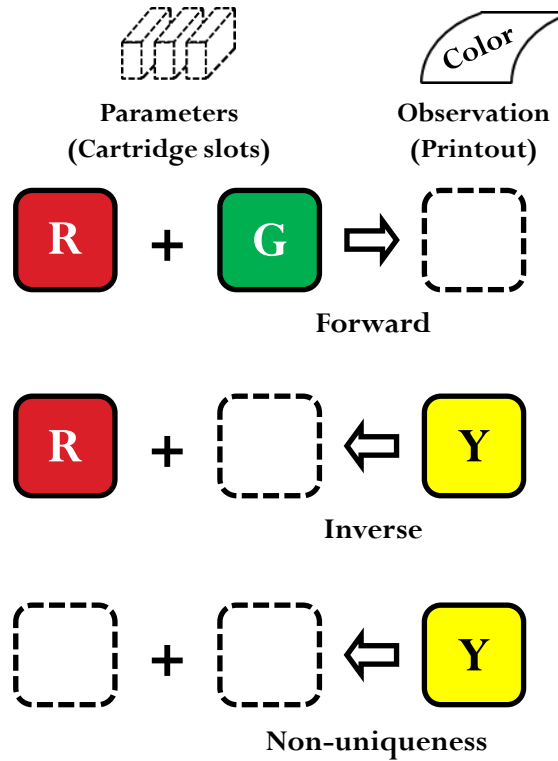 Color
Parameters
(Cartridge slots)
Observation
(Printout)
R + G
Forward
R + Y
Inverse
+ Y
Non-uniqueness